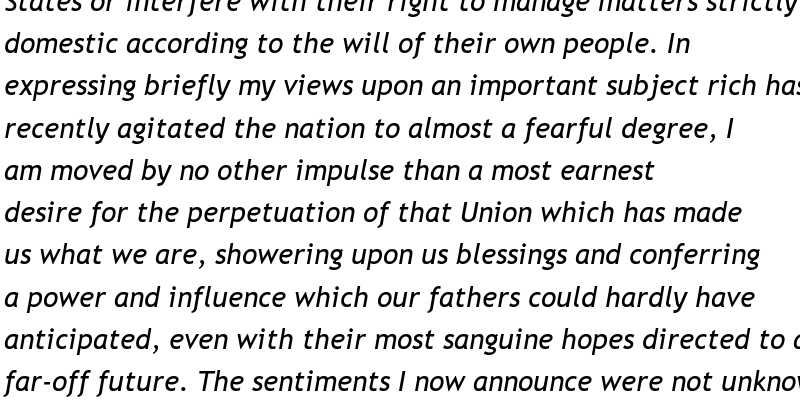 States or interfere with their right to manage matters strictly
domestic according to the will of their own people. In
expressing briefly my views upon an important subject rich has
recently agitated the nation to almost a fearful degree, I
am moved by no other impulse than a most earnest
desire for the perpetuation of that Union which has made
us what we are, showering upon us blessings and conferring
a power and influence which our fathers could hardly have
anticipated, even with their most sanguine hopes directed to
far-off future. The sentiments I now announce were not